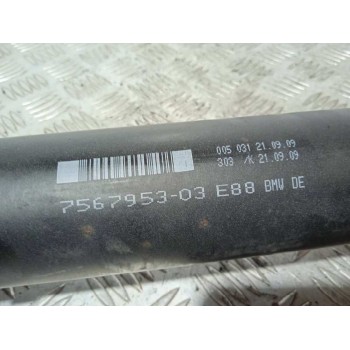 005 031 21.09.09
303 /K 21.09.09
7567953-03 E88 BMW DE